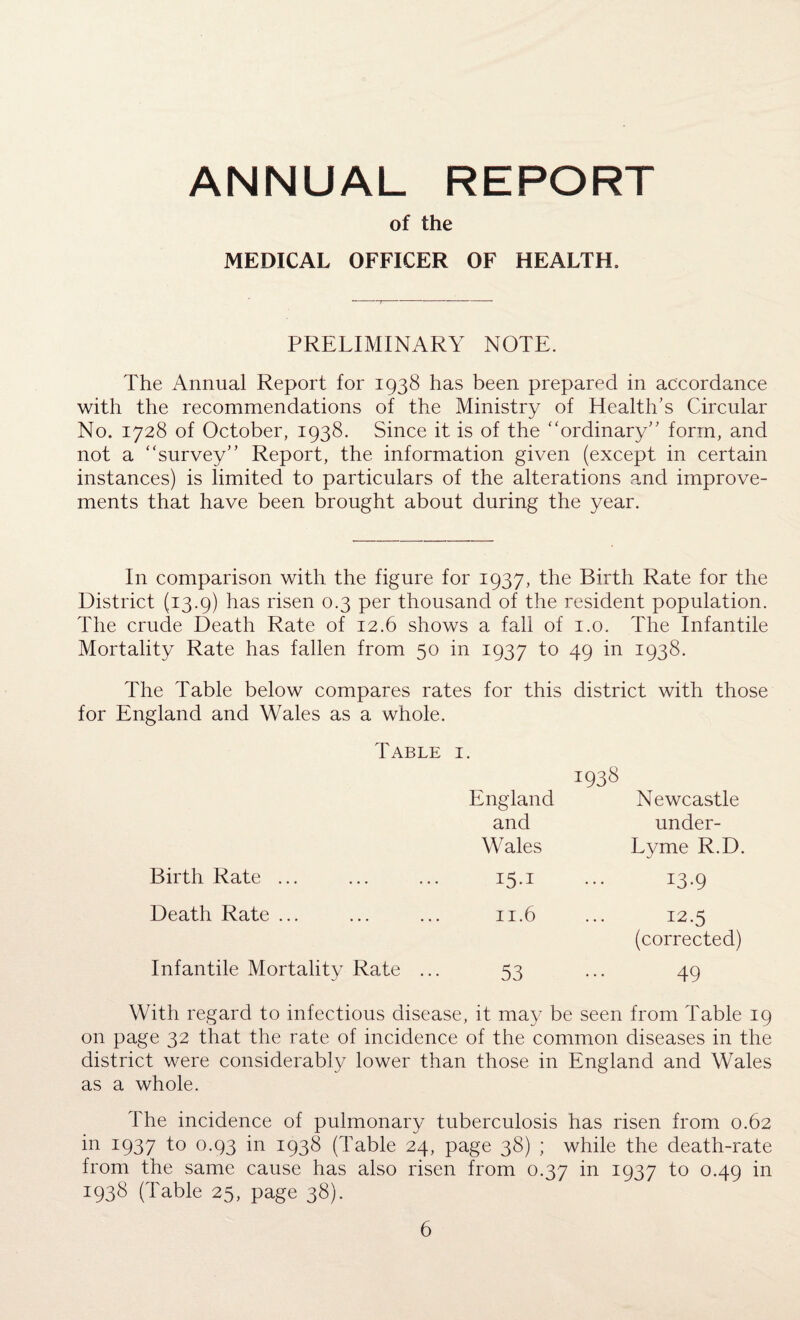 ANNUAL REPORT
of the
MEDICAL OFFICER OF HEALTH.
PRELIMINARY NOTE.
The Annual Report for 1938 has been prepared in accordance
with the recommendations of the Ministry of Health's Circular
No. 1728 of October, 1938. Since it is of the "ordinary" form, and
not a "survey" Report, the information given (except in certain
instances) is limited to particulars of the alterations and improve-
ments that have been brought about during the year.
In comparison with the figure for 1937, the Birth Rate for the
District (13.9) has risen 0.3 per thousand of the resident population.
The crude Death Rate of 12.6 shows a fall of 1.0. The Infantile
Mortality Rate has fallen from 50 in 1937 to 49 in 1938.
The Table below compares rates for this district with those
for England and Wales as a whole.
TABLE 1.
1938
England Newcastle
and under-
Wales Lyme R.D.
Birth Rate ... ... ... 15.1 ... 13.9
Death Rate ... ... ... 11.6 ... 12.5
(corrected)
Infantile Mortality Rate ... 53 ... 49
With regard to infectious disease, it may be seen from Table 19
on page 32 that the rate of incidence of the common diseases in the
district were considerably lower than those in England and Wales
as a whole.
The incidence of pulmonary tuberculosis has risen from 0.62
in 1937 to 0.93 in 1938 (Table 24, page 38) ; while the death-rate
from the same cause has also risen from 0.37 in 1937 to 0.49 in
1938 (Table 25, page 38).
6